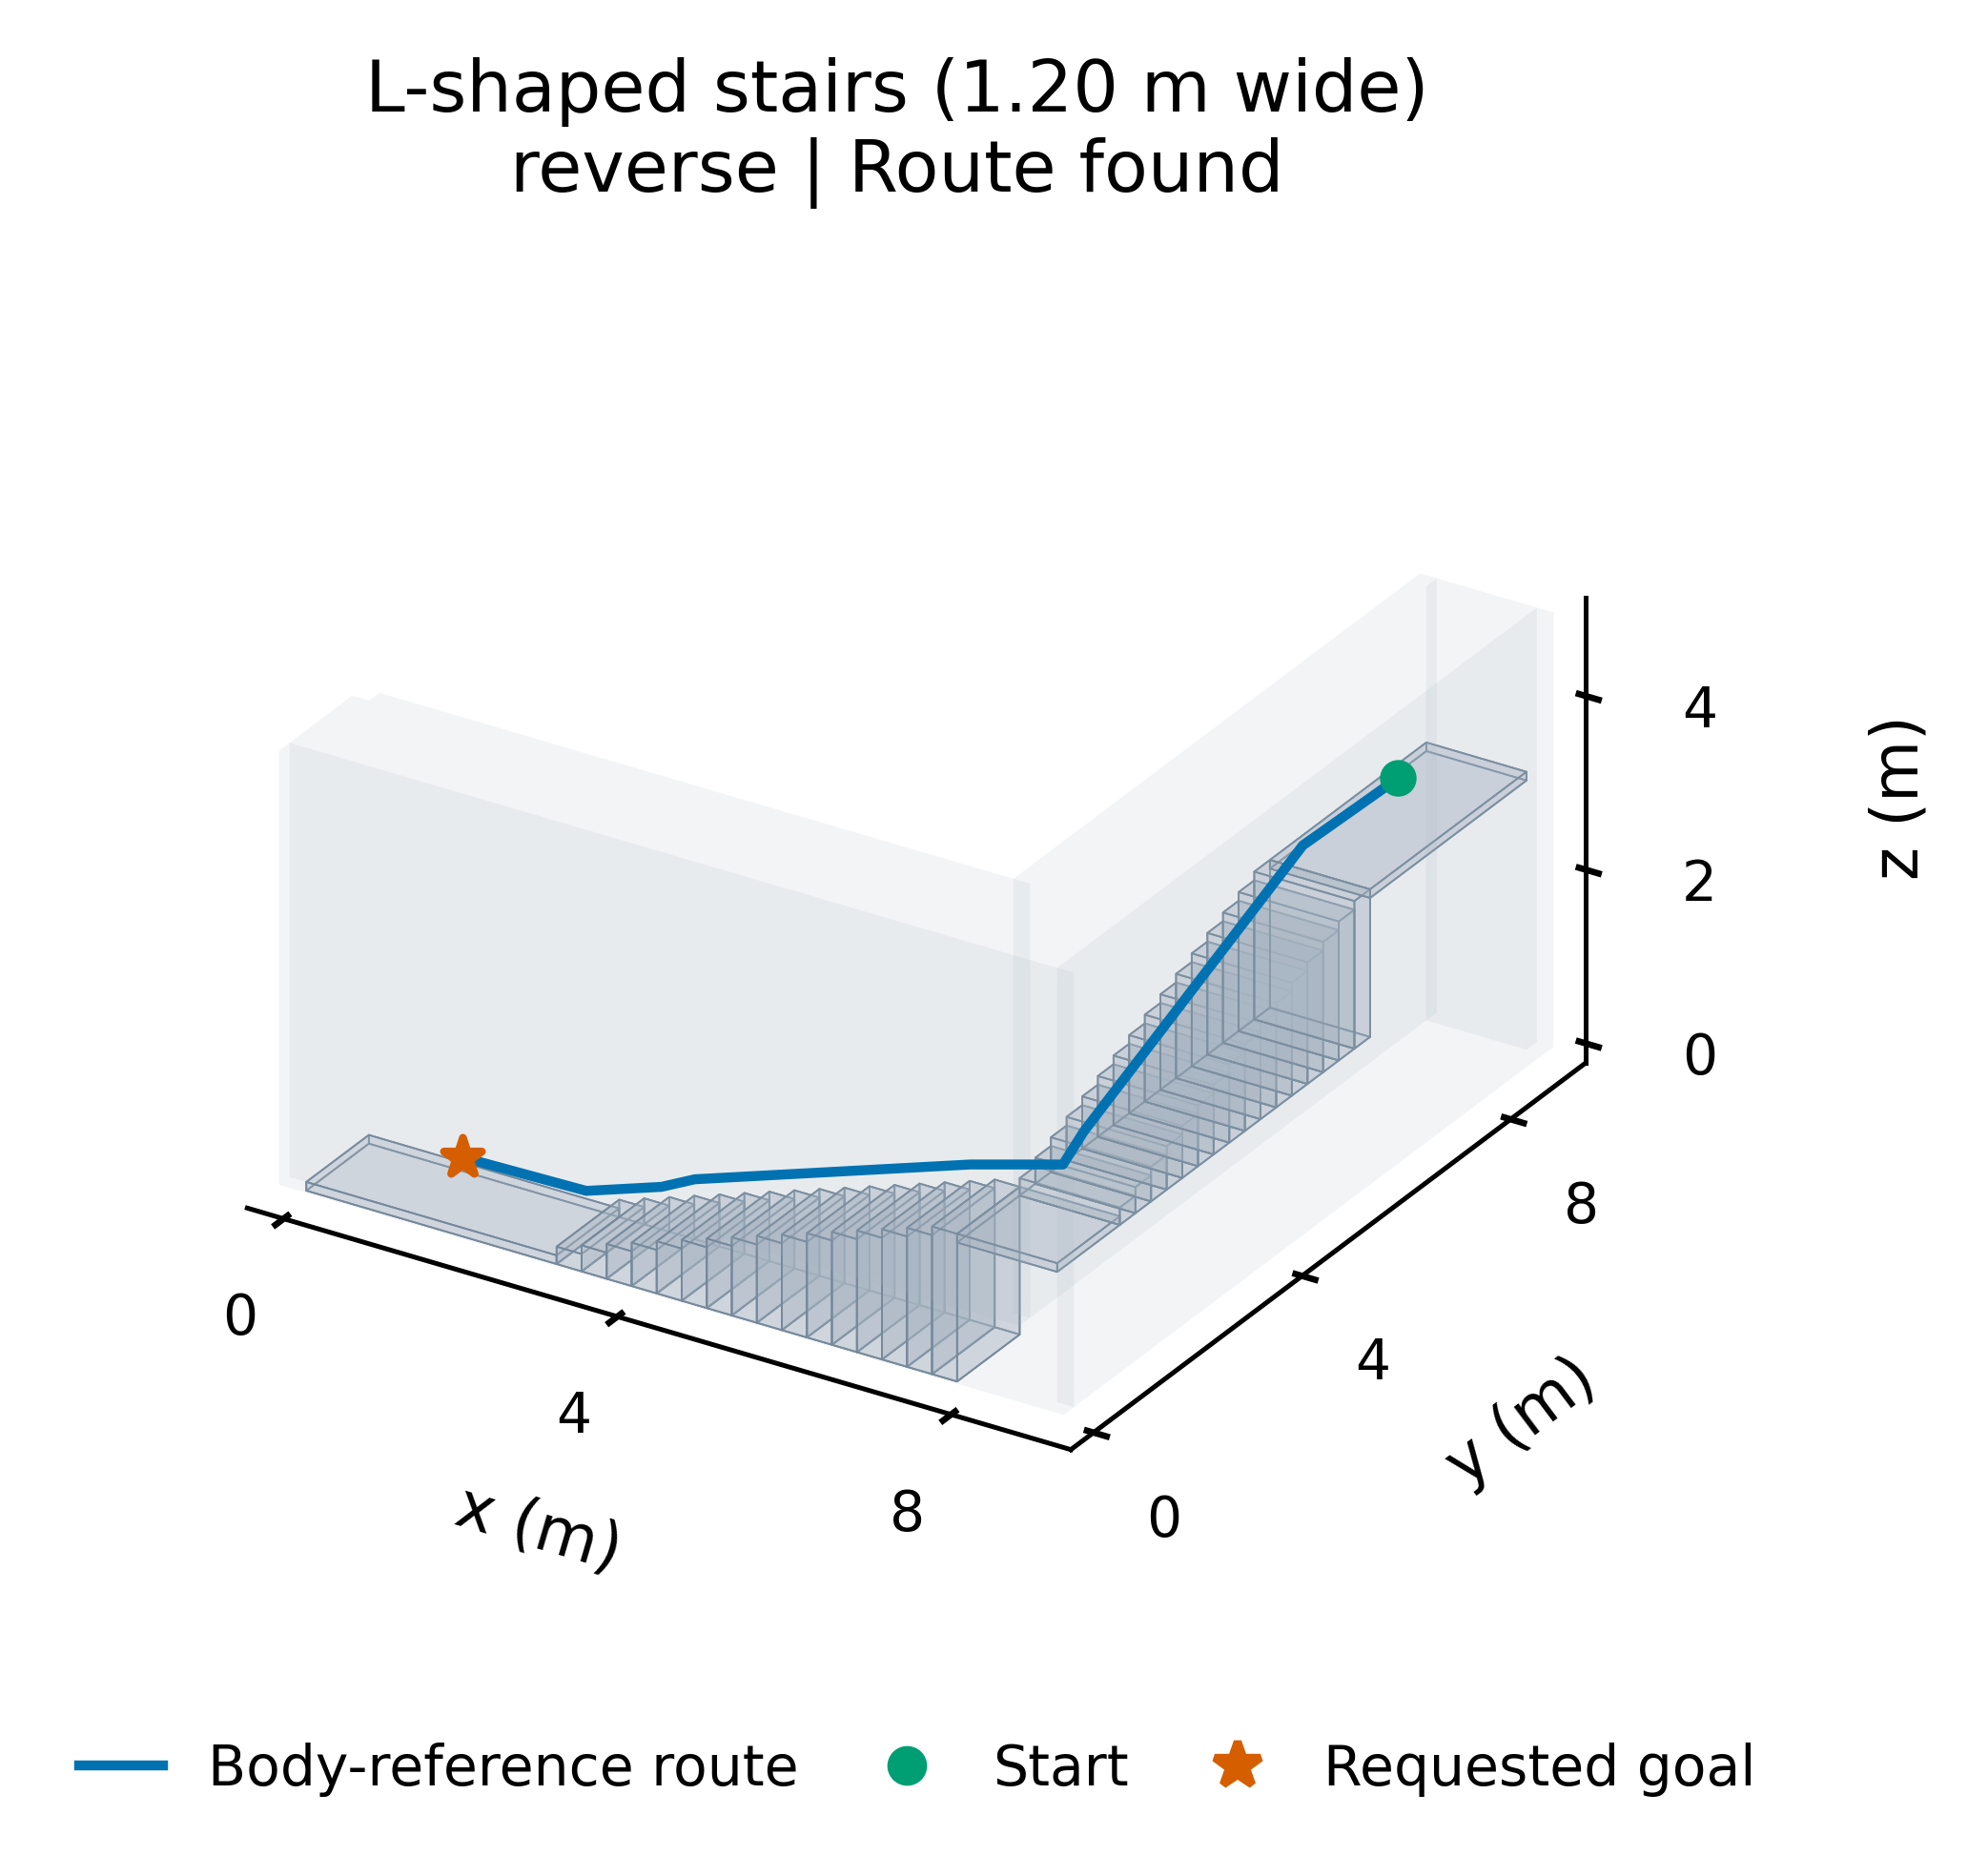 L-shaped stairs (1.20 m wide)
reverse | Route found
4
2
0
z (m)
8
4
0
y (m)
0
4
8
x (m)
Body-reference route
Start
Requested goal